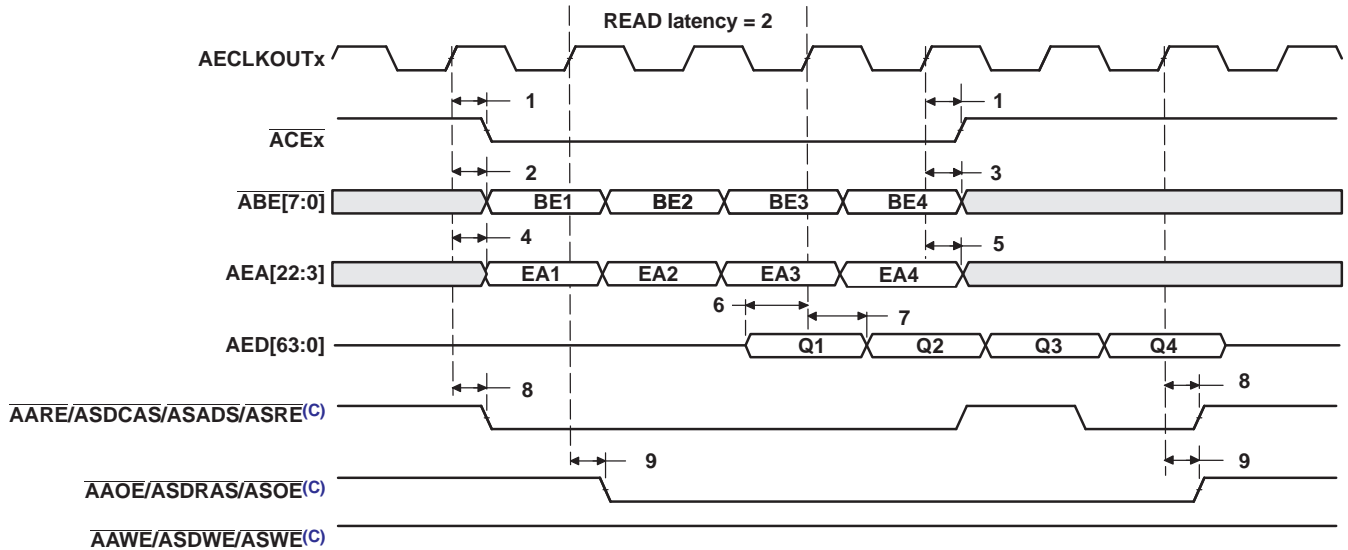 READ latency = 2
AECLKOUTx
1 1
ACEx
2 3
ABE[7:0] BE1 BE2 BE3 BE4
4 5
AEA[22:3] EA1 EA2 EA3 EA4
6 7
AED[63:0] Q1 Q2 Q3 Q4
8 8
AARE/ASDCAS/ASADS/ASRE(C)
9 9
AAOE/ASDRAS/ASOE(C)
AAWE/ASDWE/ASWE(C)